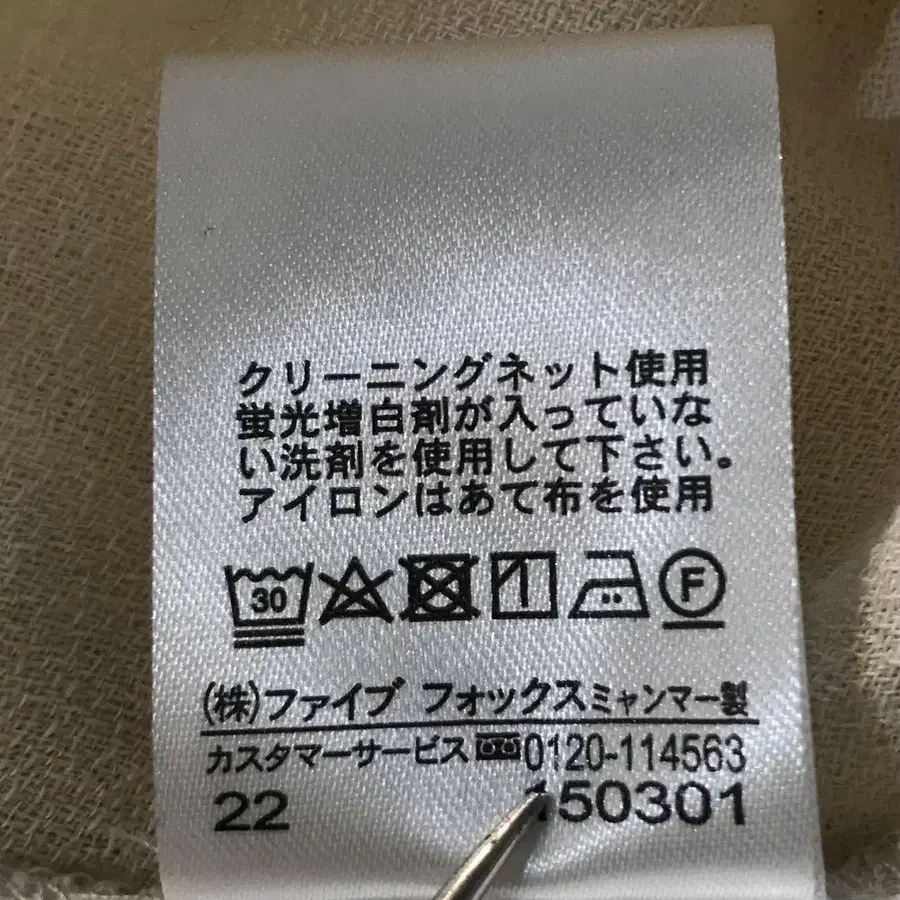 クリーニングネット使用
蛍光増白剤が入っていな
い洗剤を使用して下さい。
アイロンはあて布を使用
30 F
(株)ファイブ フォックスミャンマー製
カスタマーサービス 0120-114563
22 150301